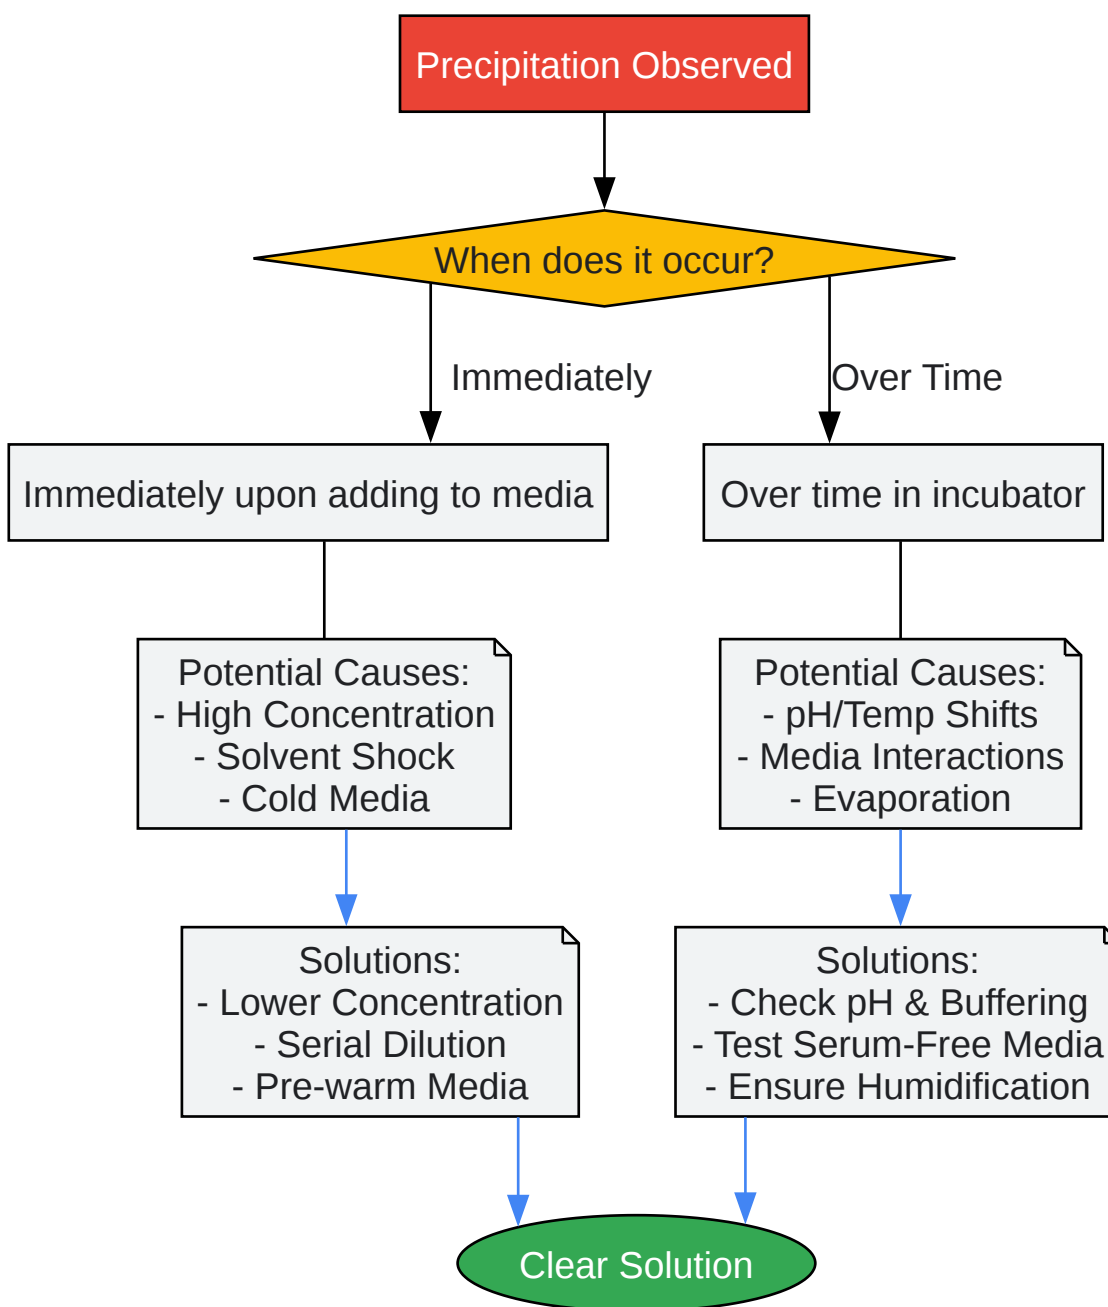 Precipitation Observed
When does it occur?
Immediately
Over Time
Immediately upon adding to media
Over time in incubator
Potential Causes:
- High Concentration
- Solvent Shock
- Cold Media
Potential Causes:
- pH/Temp Shifts
- Media Interactions
- Evaporation
Solutions:
- Lower Concentration
- Serial Dilution
- Pre-warm Media
Solutions:
- Check pH & Buffering
- Test Serum-Free Media
- Ensure Humidification
Clear Solution